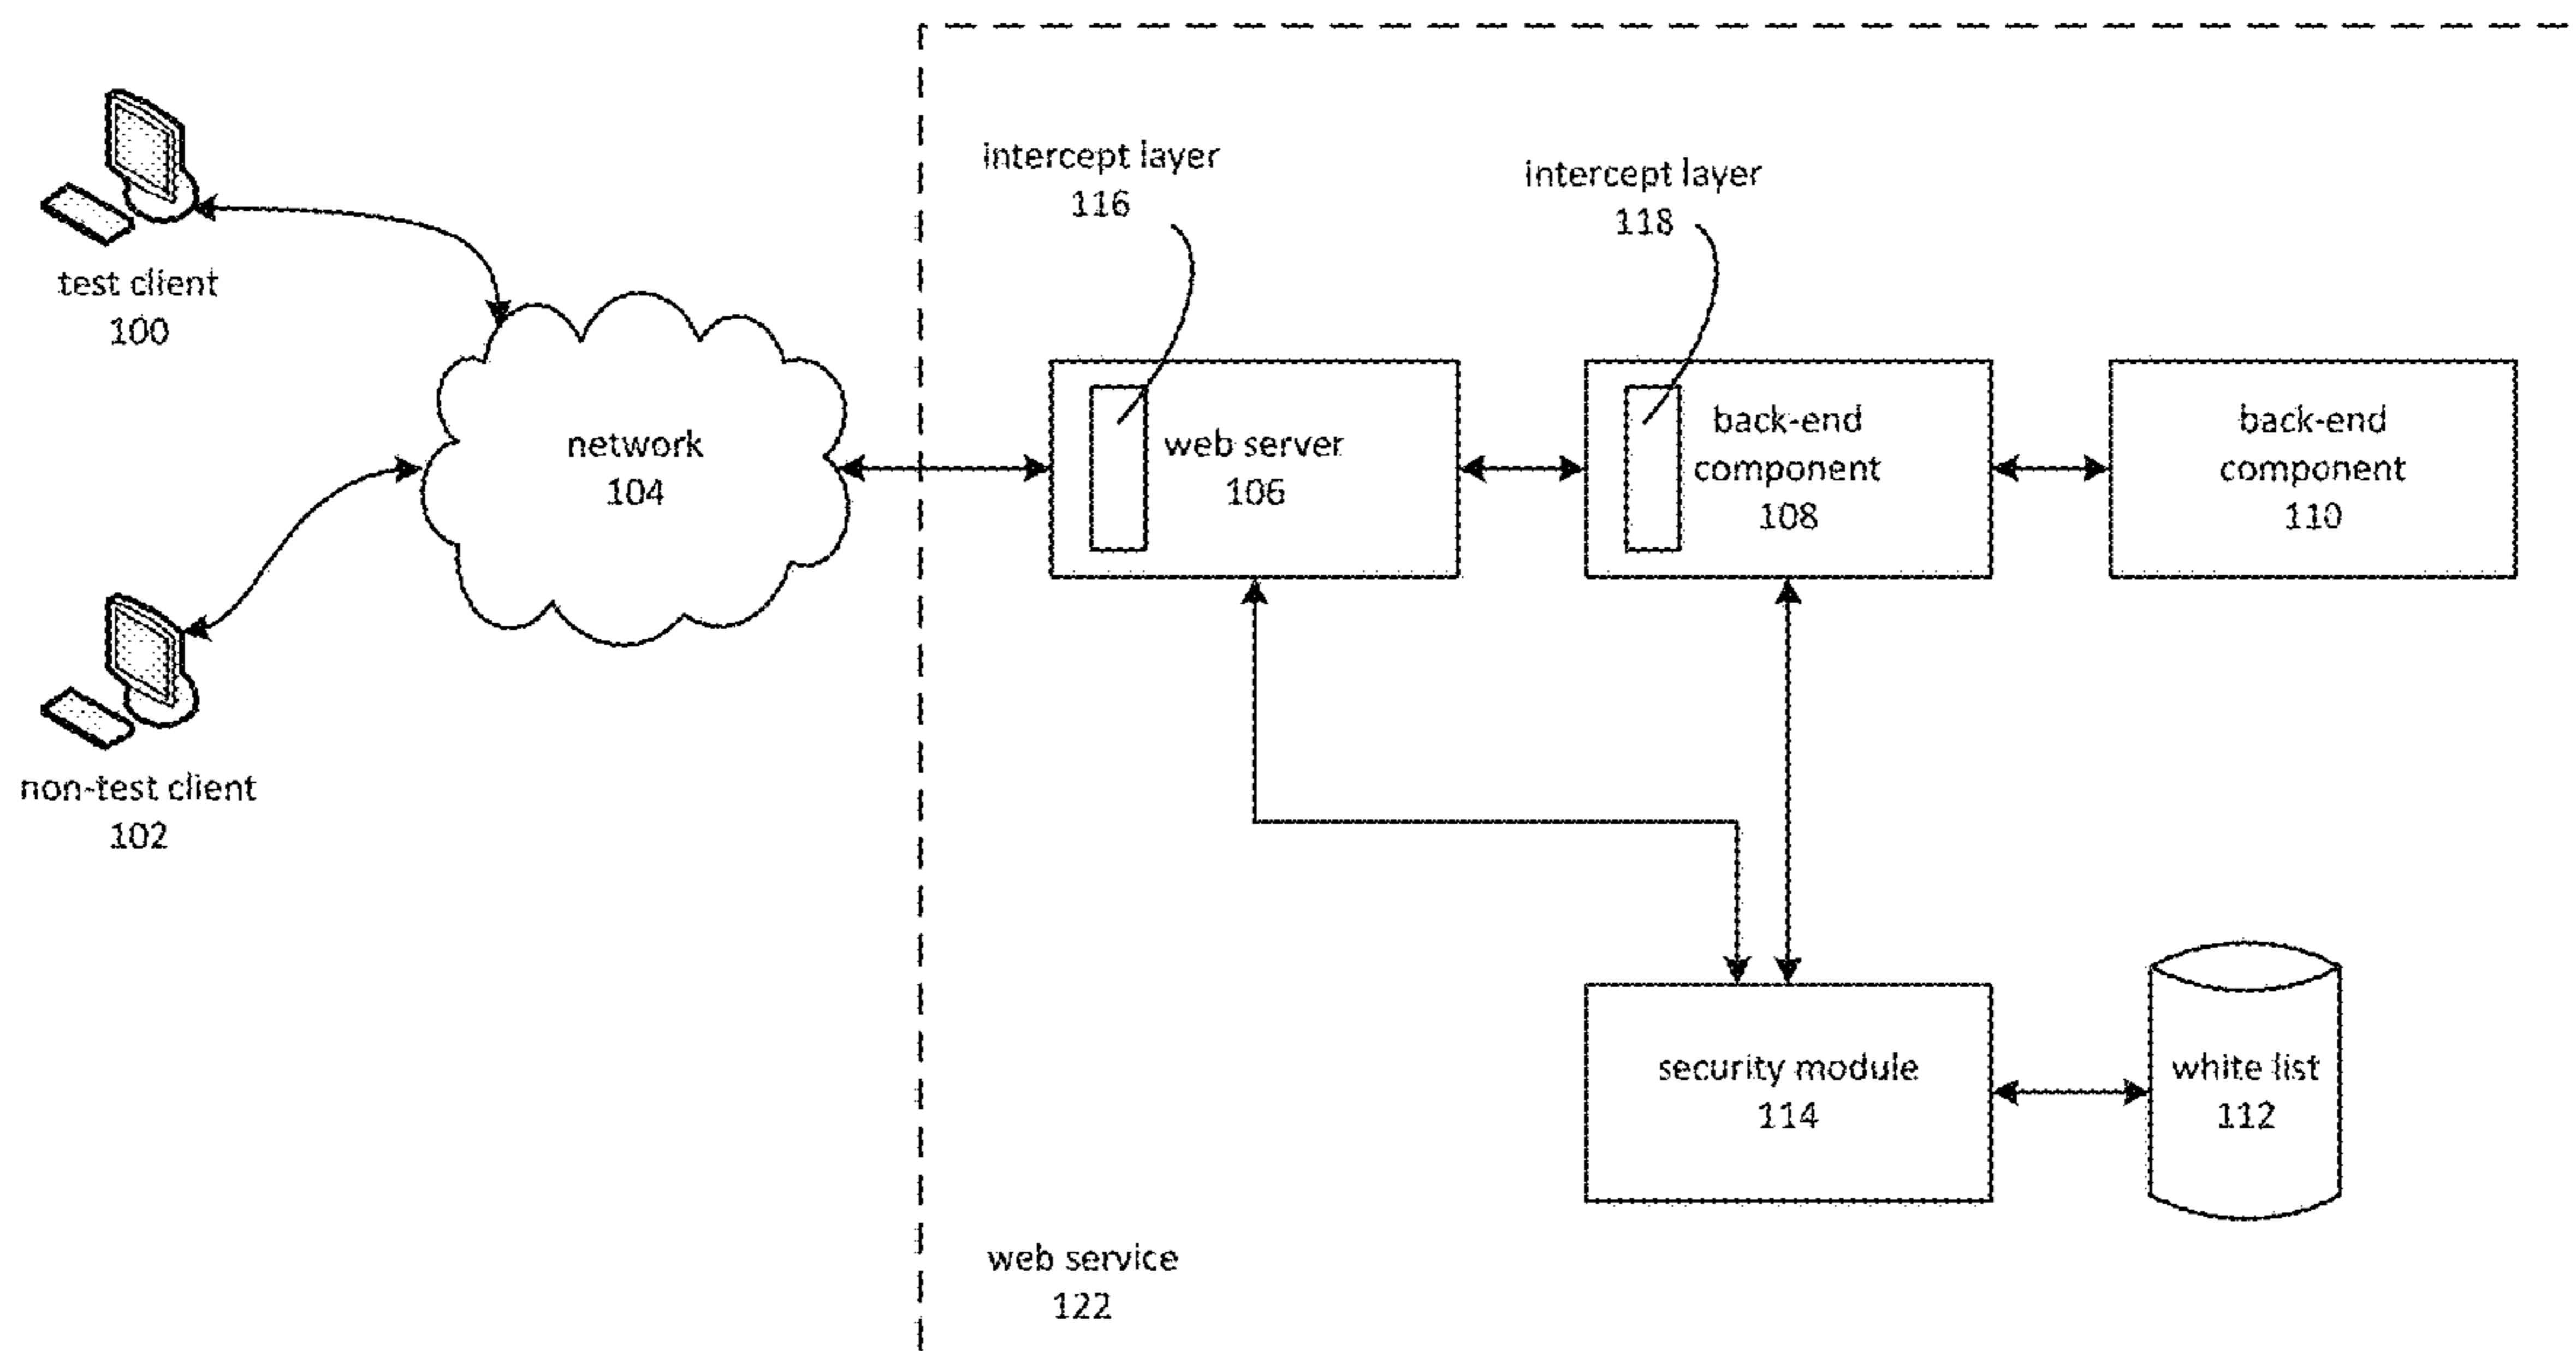 intercept layer
116
intercept layer
118
test client
100
network
104
web server
106
back-end
component
108
back-end
component
110
non-test client
102
security module
114
white list
112
web service
122